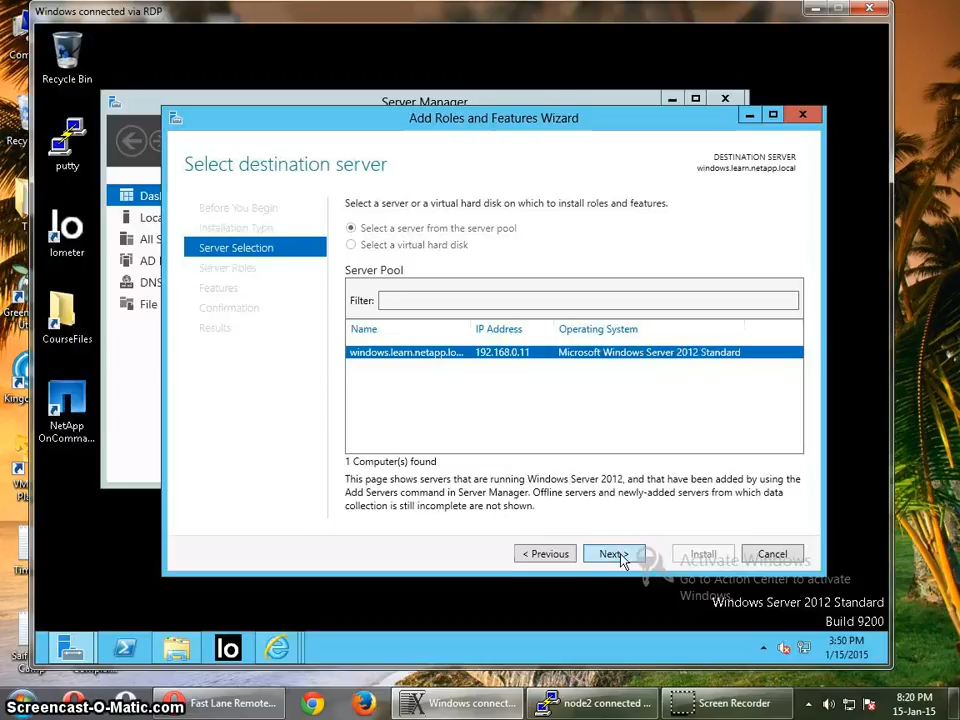 Windows connected via RDP
Recycle Bin
putty
Iometer
CourseFiles
NetApp
OnComma...
Server Manager
Add Roles and Features Wizard
Select destination server
DESTINATION SERVER
windows.learn.netapp.local
Before You Begin
Installation Type
Server Selection
Server Roles
Features
Confirmation
Results
Select a server or a virtual hard disk on which to install roles and features.
Select a server from the server pool
Select a virtual hard disk
Server Pool
Filter:
Name IP Address Operating System
windows.learn.netapp.lo... 192.168.0.11 Microsoft Windows Server 2012 Standard
1 Computer(s) found
This page shows servers that are running Windows Server 2012, and that have been added by using the
Add Servers command in Server Manager. Offline servers and newly-added servers from which data
collection is still incomplete are not shown.
< Previous Next > Install Cancel
Das
Loca
All S
AD
DNS
File
Activate Windows
Go to Action Center to activate
Windows.
Windows Server 2012 Standard
Build 9200
Io
3:50 PM
1/15/2015
Fast Lane Remote...
Windows connect...
node2 connected ...
Screen Recorder
8:20 PM
15-Jan-15
Screencast-O-Matic.com